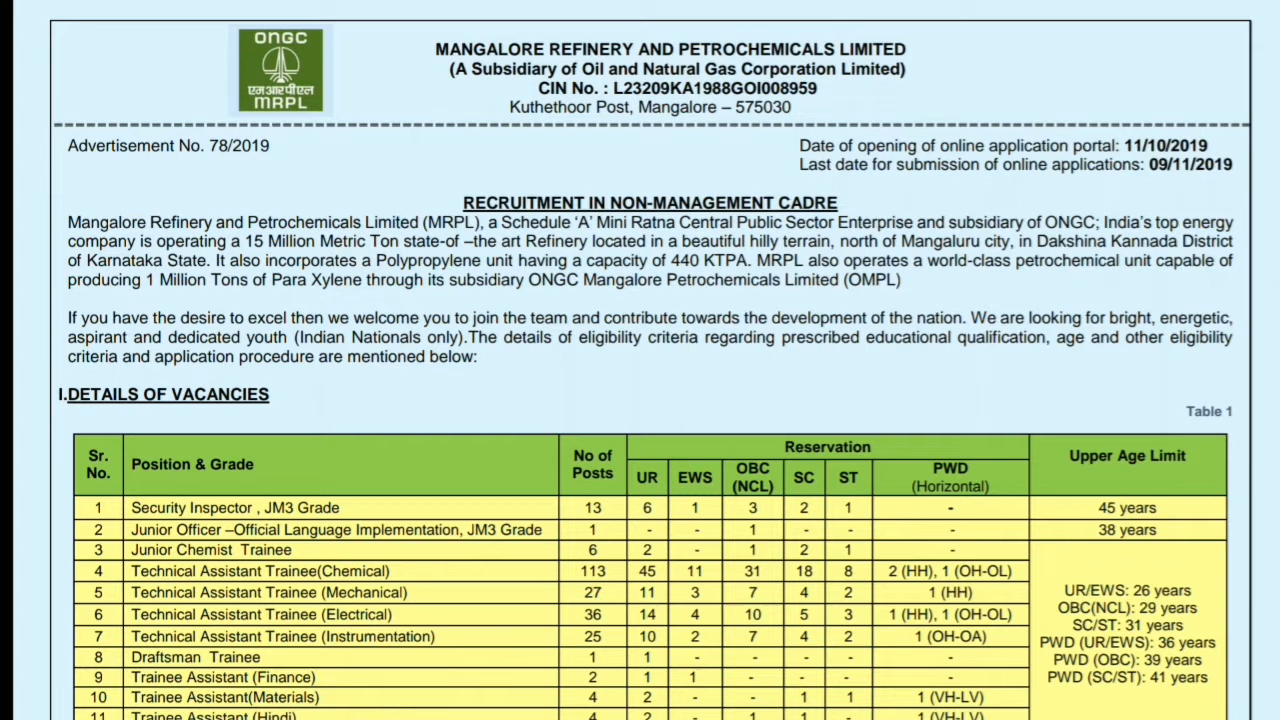 ONGC
एमआरपीएल
MRPL
MANGALORE REFINERY AND PETROCHEMICALS LIMITED
(A Subsidiary of Oil and Natural Gas Corporation Limited)
CIN No. : L23209KA1988GOI008959
Kuthethoor Post, Mangalore – 575030
Advertisement No. 78/2019
Date of opening of online application portal: 11/10/2019
Last date for submission of online applications: 09/11/2019
RECRUITMENT IN NON-MANAGEMENT CADRE
Mangalore Refinery and Petrochemicals Limited (MRPL), a Schedule ‘A’ Mini Ratna Central Public Sector Enterprise and subsidiary of ONGC; India’s top energy
company is operating a 15 Million Metric Ton state-of –the art Refinery located in a beautiful hilly terrain, north of Mangaluru city, in Dakshina Kannada District
of Karnataka State. It also incorporates a Polypropylene unit having a capacity of 440 KTPA. MRPL also operates a world-class petrochemical unit capable of
producing 1 Million Tons of Para Xylene through its subsidiary ONGC Mangalore Petrochemicals Limited (OMPL)
If you have the desire to excel then we welcome you to join the team and contribute towards the development of the nation. We are looking for bright, energetic,
aspirant and dedicated youth (Indian Nationals only).The details of eligibility criteria regarding prescribed educational qualification, age and other eligibility
criteria and application procedure are mentioned below:
I.DETAILS OF VACANCIES
Table 1
Sr. No. Position & Grade No of Posts Reservation Upper Age Limit
UR EWS OBC (NCL) SC ST PWD (Horizontal)
1 Security Inspector , JM3 Grade 13 6 1 3 2 1 - 45 years
2 Junior Officer –Official Language Implementation, JM3 Grade 1 - - 1 - - - 38 years
3 Junior Chemist Trainee 6 2 - 1 2 1 -
4 Technical Assistant Trainee(Chemical) 113 45 11 31 18 8 2 (HH), 1 (OH-OL)
5 Technical Assistant Trainee (Mechanical) 27 11 3 7 4 2 1 (HH)
6 Technical Assistant Trainee (Electrical) 36 14 4 10 5 3 1 (HH), 1 (OH-OL)
7 Technical Assistant Trainee (Instrumentation) 25 10 2 7 4 2 1 (OH-OA)
8 Draftsman Trainee 1 1 - - - - -
9 Trainee Assistant (Finance) 2 1 1 - - - -
10 Trainee Assistant(Materials) 4 2 - - 1 1 1 (VH-LV)
11 Trainee Assistant (Hindi) 4 2 - 1 1 - 1 (VH-LV)
UR/EWS: 26 years
OBC(NCL): 29 years
SC/ST: 31 years
PWD (UR/EWS): 36 years
PWD (OBC): 39 years
PWD (SC/ST): 41 years